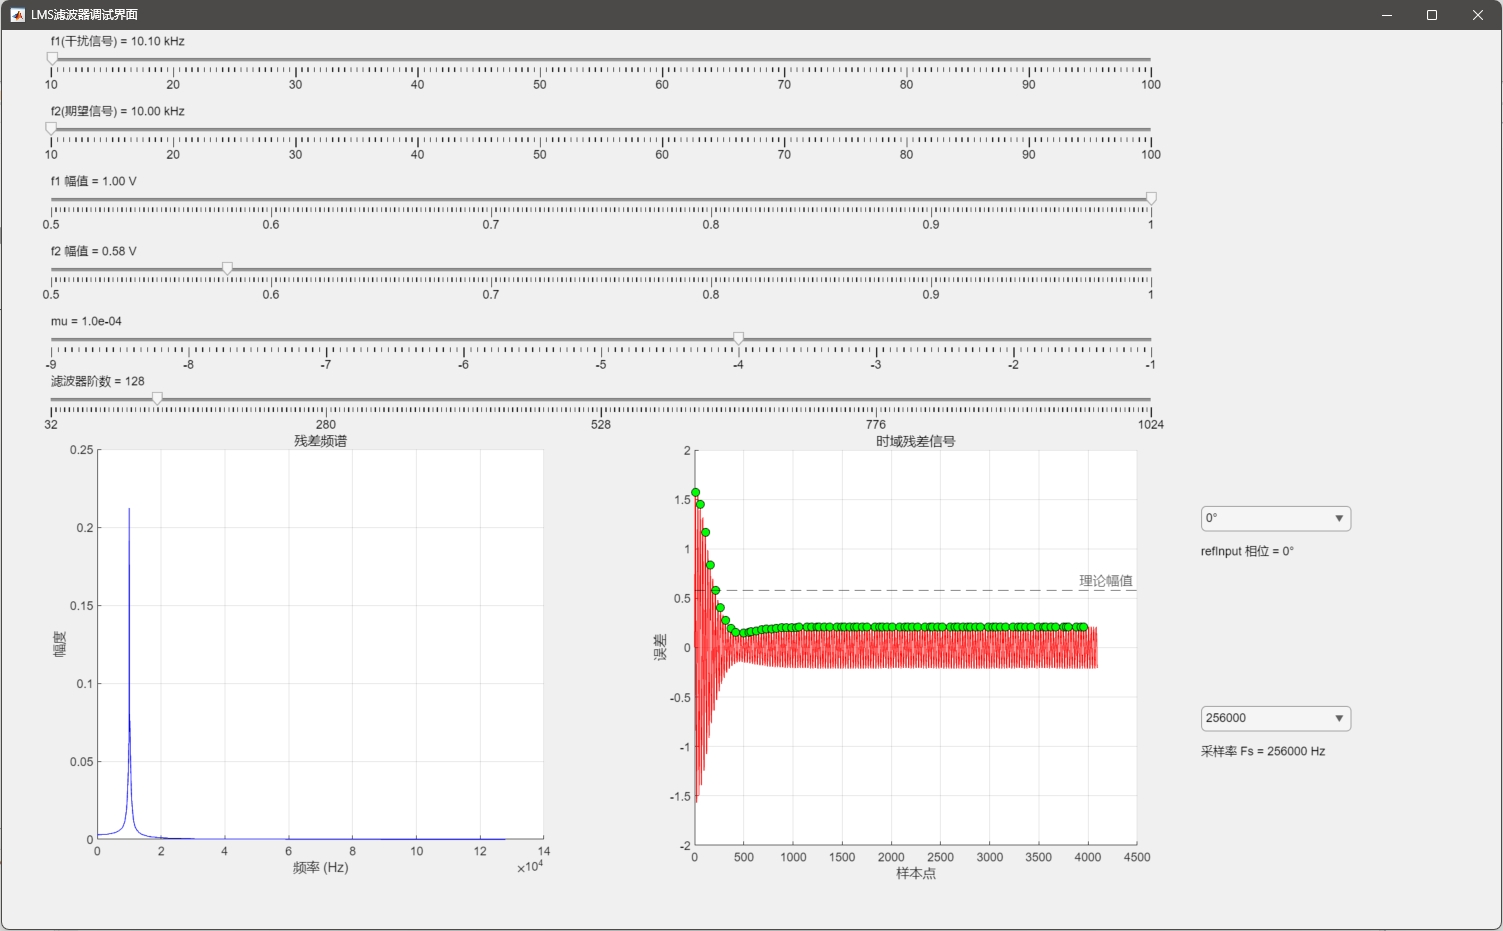 LMS滤波器调试界面
f1(干扰信号) = 10.10 kHz
10 20 30 40 50 60 70 80 90 100
f2(期望信号) = 10.00 kHz
10 20 30 40 50 60 70 80 90 100
f1 幅值 = 1.00 V
0.5 0.6 0.7 0.8 0.9 1
f2 幅值 = 0.58 V
0.5 0.6 0.7 0.8 0.9 1
mu = 1.0e-04
-9 -8 -7 -6 -5 -4 -3 -2 -1
滤波器阶数 = 128
32 280 528 776 1024
残差频谱
0.25
0.2
0.15
0.1
0.05
0
幅度
0 2 4 6 8 10 12 14
频率 (Hz)
×10^4
时域残差信号
2
1.5
1
0.5
0
-0.5
-1
-1.5
-2
误差
理论幅值
0 500 1000 1500 2000 2500 3000 3500 4000 4500
样本点
0°
refInput 相位 = 0°
256000
采样率 Fs = 256000 Hz